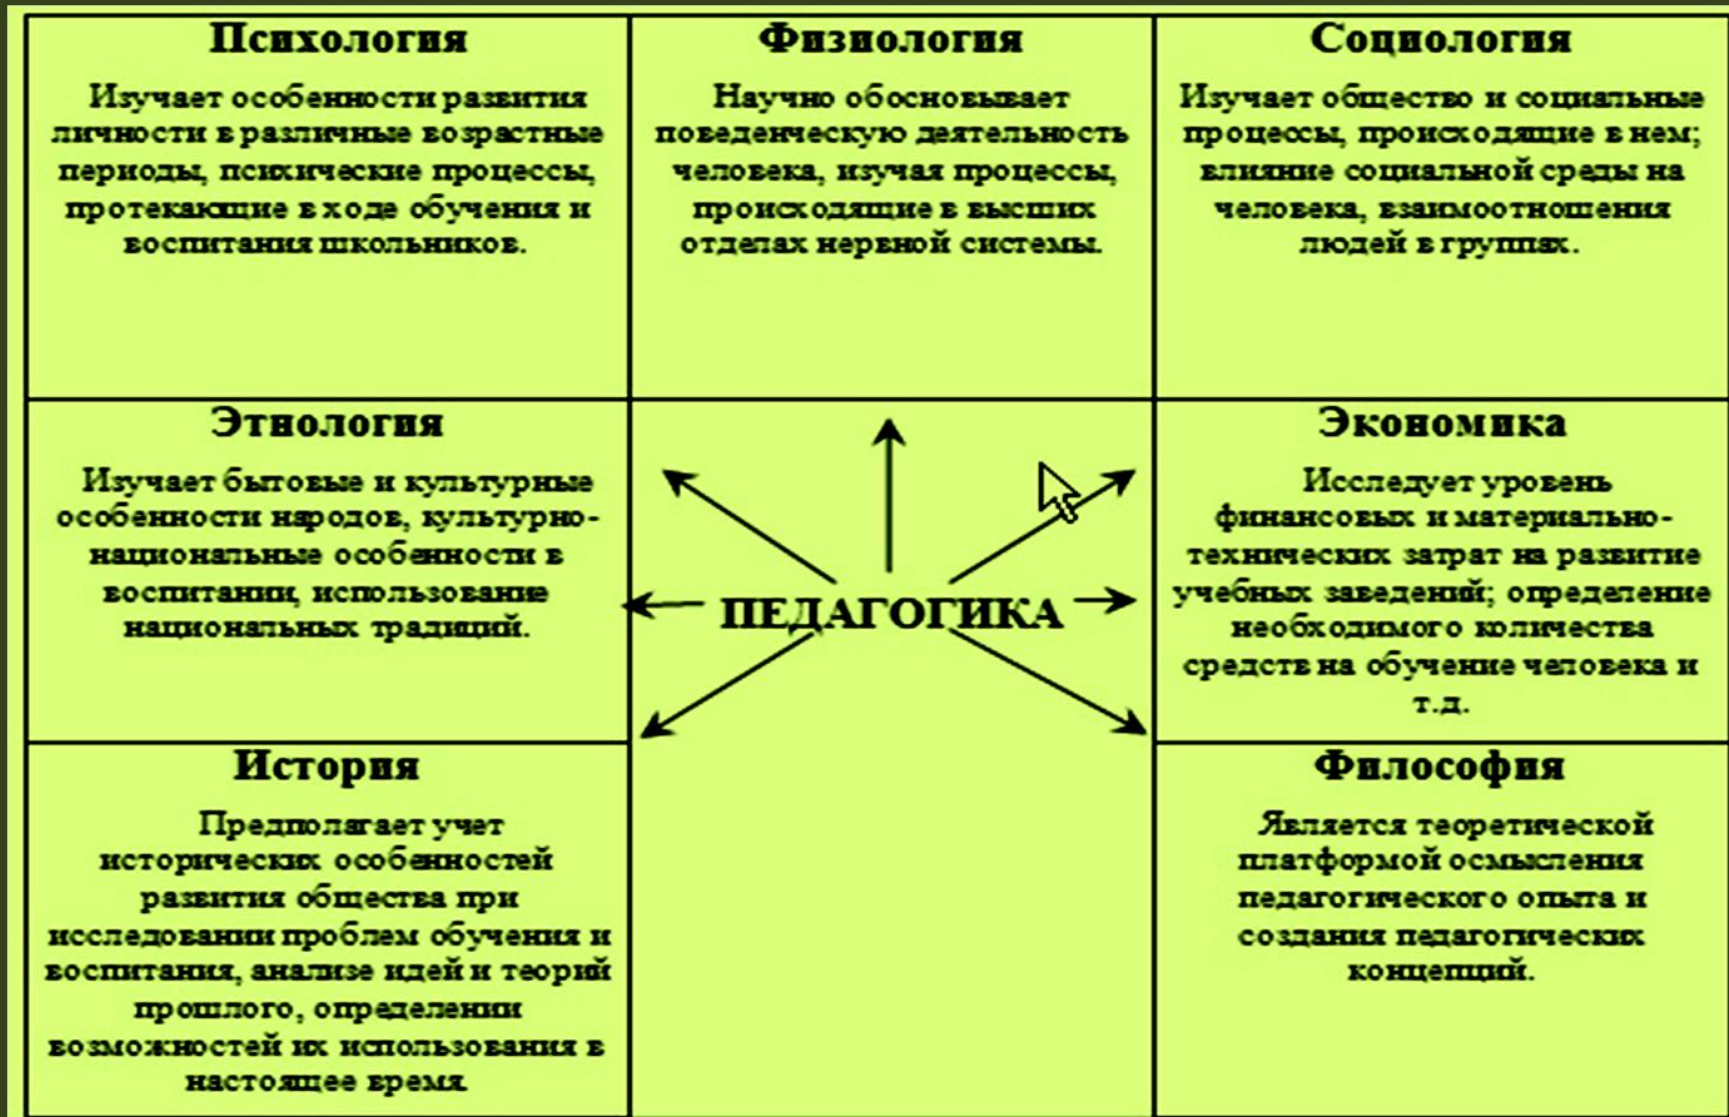 Психология
Изучает особенности развития
личности в различные возрастные
периоды, психические процессы,
протекающие в ходе обучения и
воспитания школьников.
Физиология
Научно обосновывает
поведенческую деятельность
человека, изучая процессы,
происходящие в высших
отделах нервной системы.
Социология
Изучает общество и социальные
процессы, происходящие в нем;
влияние социальной среды на
человека, взаимоотношения
людей в группах.
Этнология
Изучает бытовые и культурные
особенности народов, культурно-
национальные особенности в
воспитании, использование
национальных традиций.
ПЕДАГОГИКА
Экономика
Исследует уровень
финансовых и материально-
технических затрат на развитие
учебных заведений; определение
необходимого количества
средств на обучение человека и
т.д.
История
Предполагает учет
исторических особенностей
развития общества при
исследовании проблем обучения и
воспитания, анализе идей и теорий
прошлого, определении
возможностей их использования в
настоящее время.
Философия
Является теоретической
платформой осмысления
педагогического опыта и
создания педагогических
концепций.